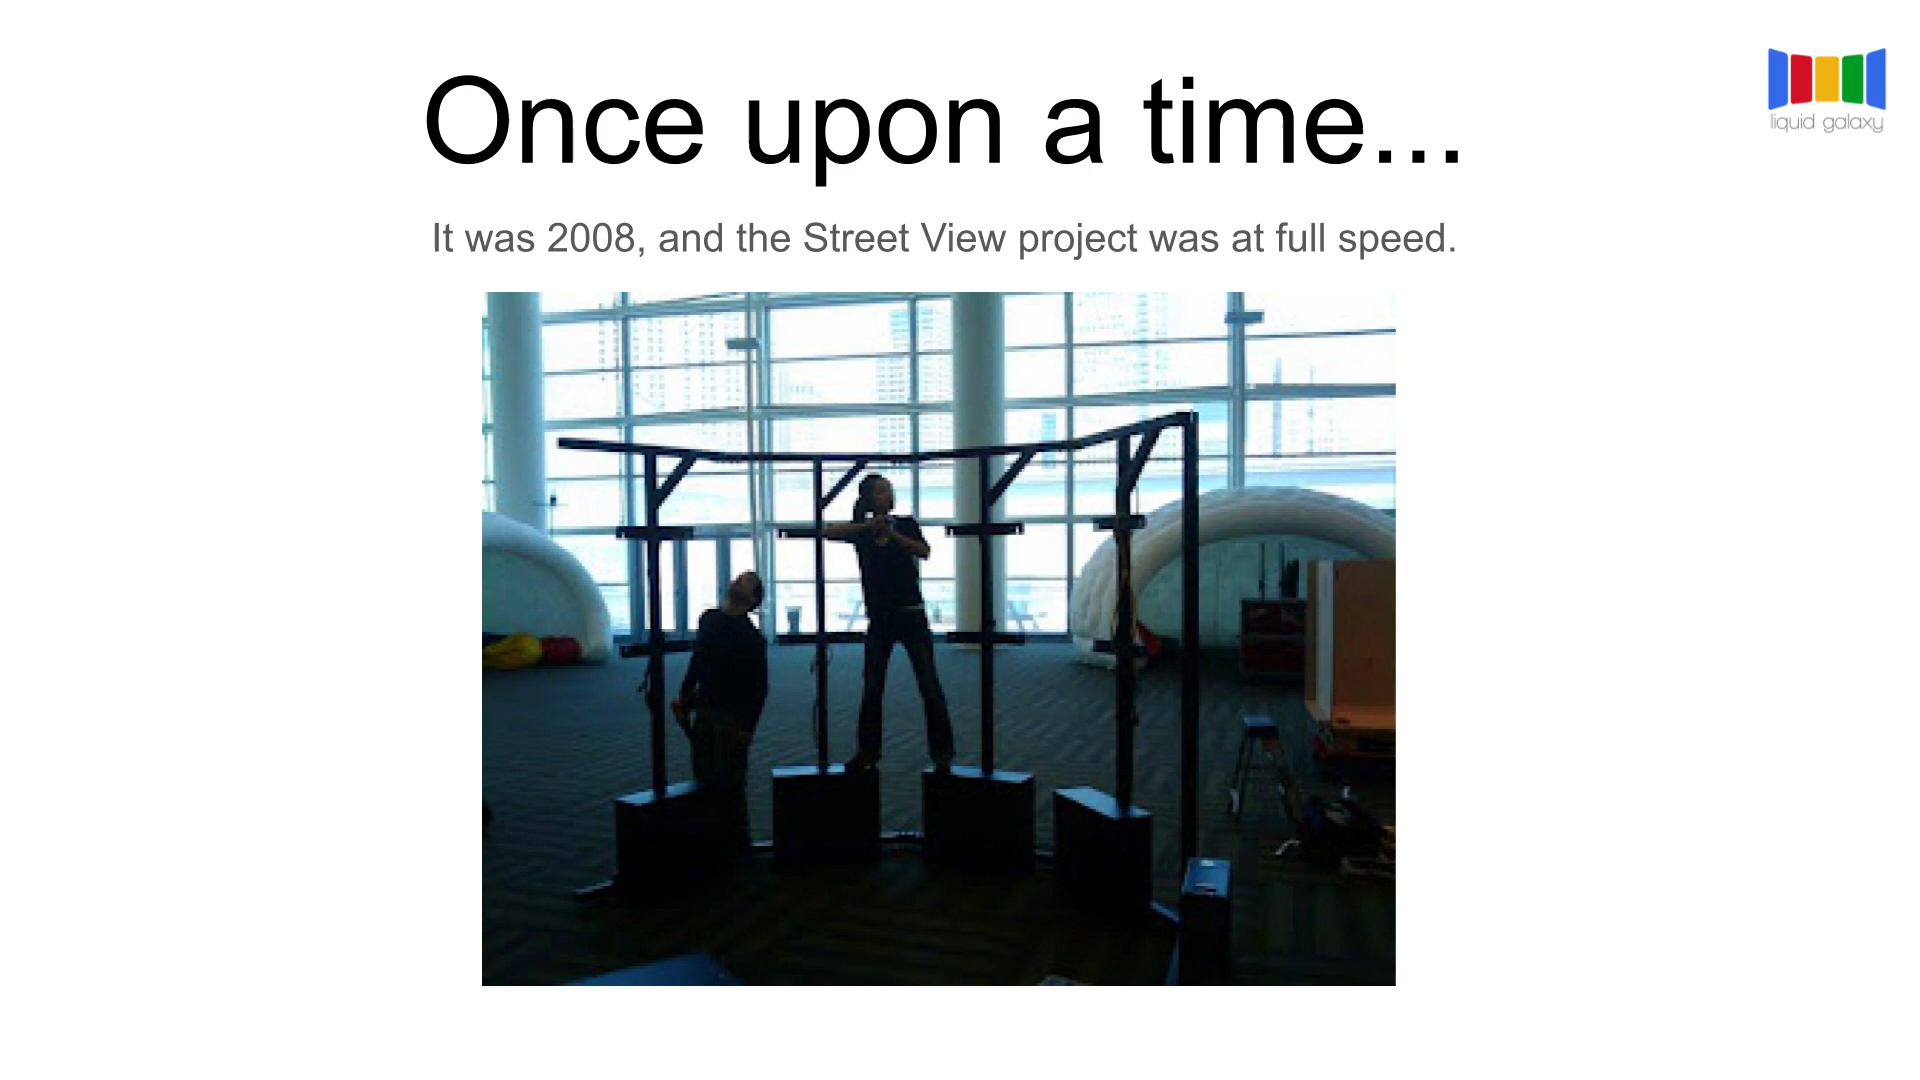 Once upon a time...
liquid galaxy
It was 2008, and the Street View project was at full speed.